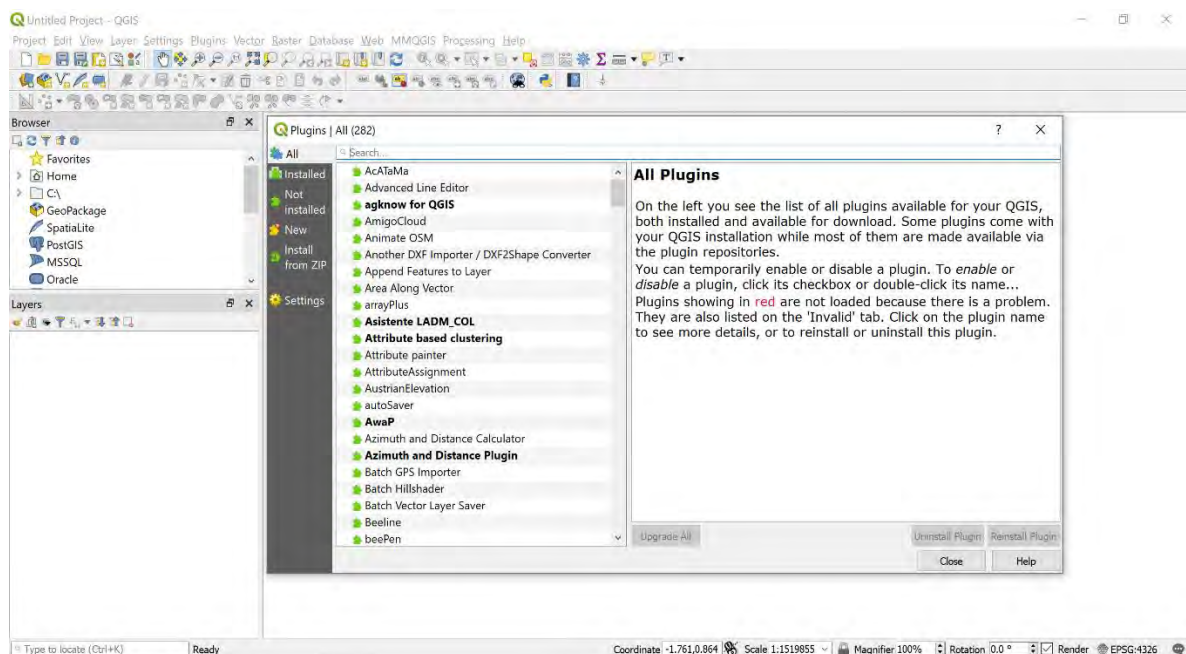 Untitled Project - QGIS
Project Edit View Layer Settings Plugins Vector Raster Database Web MMQGIS Processing Help
Browser
Favorites
Home
C:\
GeoPackage
SpatiaLite
PostGIS
MSSQL
Oracle
Layers
Plugins | All (282)
All
Installed
Not
installed
New
Install
from ZIP
Settings
Search...
AcATaMa
Advanced Line Editor
agknow for QGIS
AmigoCloud
Animate OSM
Another DXF Importer / DXF2Shape Converter
Append Features to Layer
Area Along Vector
arrayPlus
Asistente LADM_COL
Attribute based clustering
Attribute painter
AttributeAssignment
AustrianElevation
autoSaver
AwaP
Azimuth and Distance Calculator
Azimuth and Distance Plugin
Batch GPS Importer
Batch Hillshader
Batch Vector Layer Saver
Beeline
beePen
All Plugins
On the left you see the list of all plugins available for your QGIS,
both installed and available for download. Some plugins come with
your QGIS installation while most of them are made available via
the plugin repositories.
You can temporarily enable or disable a plugin. To enable or
disable a plugin, click its checkbox or double-click its name...
Plugins showing in red are not loaded because there is a problem.
They are also listed on the 'Invalid' tab. Click on the plugin name
to see more details, or to reinstall or uninstall this plugin.
Upgrade All
Uninstall Plugin
Reinstall Plugin
Close
Help
Type to locate (Ctrl+K)
Ready
Coordinate -1.761,0.864
Scale 1:1519855
Magnifier 100%
Rotation 0.0 °
Render
EPSG:4326